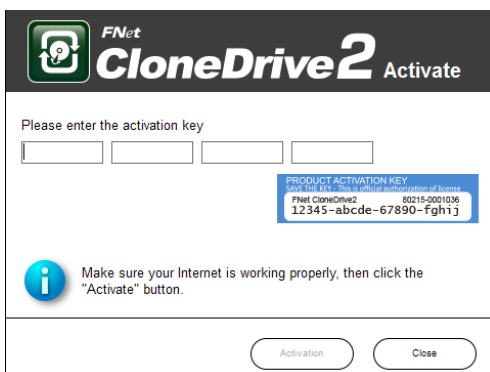 FNet
CloneDrive2 Activate
Please enter the activation key
PRODUCT ACTIVATION KEY
SAVE THE KEY - This is official authorization of license
FNet CloneDrive2 80215-0001036
12345-abcde-67890-fghij
Make sure your Internet is working properly, then click the
"Activate" button.
Activation Close